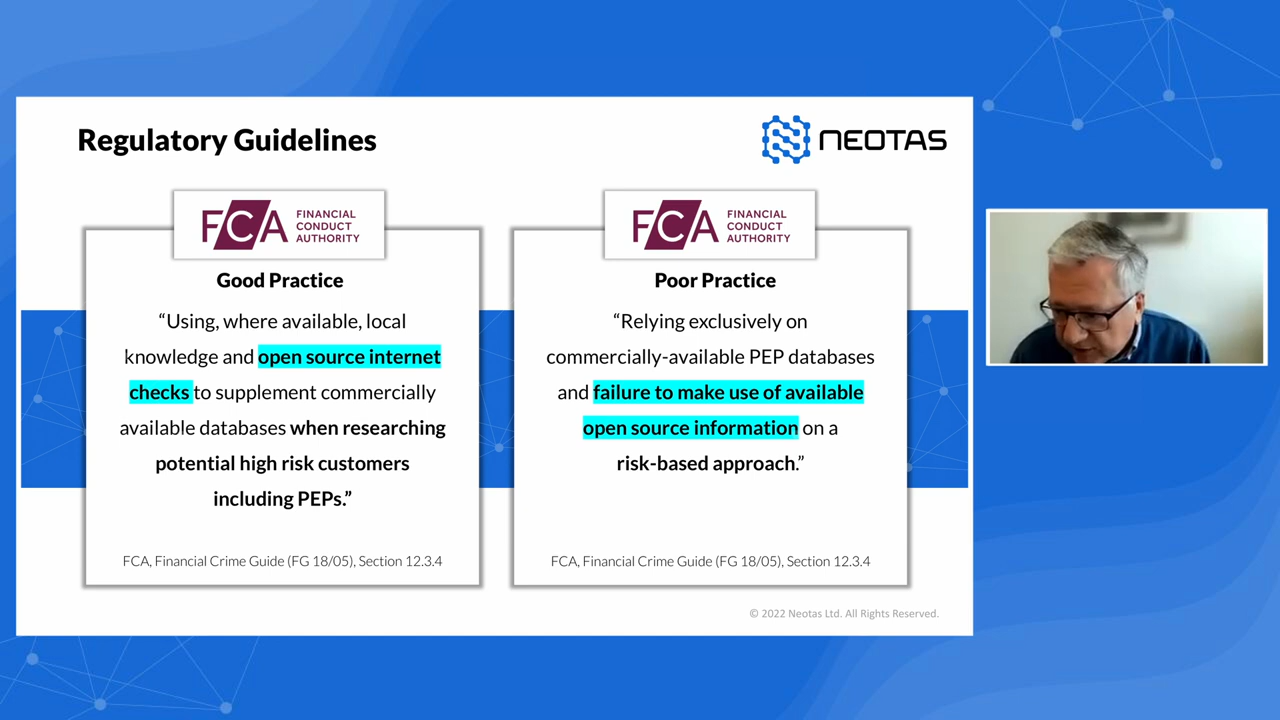 Regulatory Guidelines
NEOTAS
FCA FINANCIAL
CONDUCT
AUTHORITY
Good Practice
“Using, where available, local
knowledge and open source internet
checks to supplement commercially
available databases when researching
potential high risk customers
including PEPs.”
FCA, Financial Crime Guide (FG 18/05), Section 12.3.4
FCA FINANCIAL
CONDUCT
AUTHORITY
Poor Practice
“Relying exclusively on
commercially-available PEP databases
and failure to make use of available
open source information on a
risk-based approach.”
FCA, Financial Crime Guide (FG 18/05), Section 12.3.4
© 2022 Neotas Ltd. All Rights Reserved.